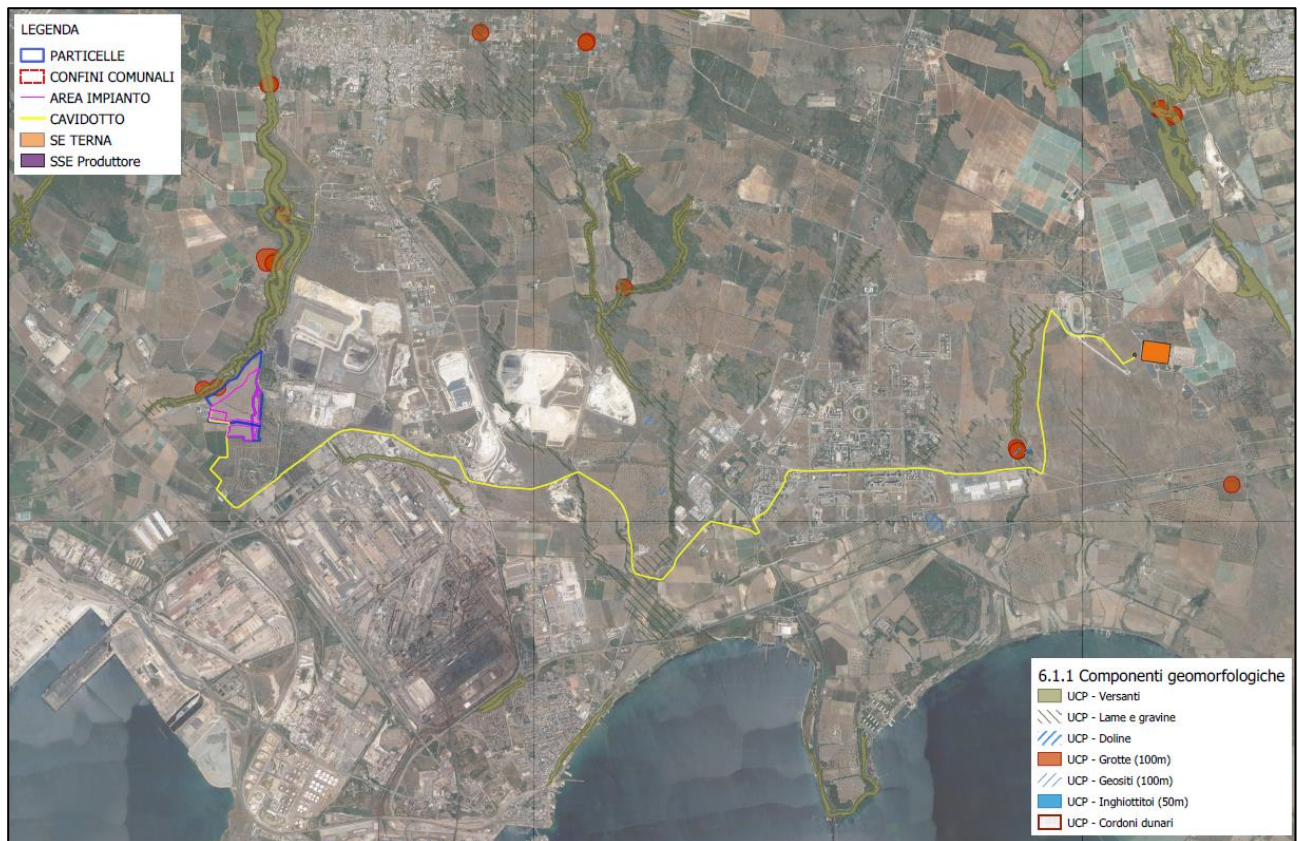 LEGENDA
PARTICELLE
CONFINI COMUNALI
AREA IMPIANTO
CAVIDOTTO
SE TERNA
SSE Produttore
6.1.1 Componenti geomorfologiche
UCP - Versanti
UCP - Lame e gravine
UCP - Doline
UCP - Grotte (100m)
UCP - Geositi (100m)
UCP - Inghiottitoi (50m)
UCP - Cordoni dunari